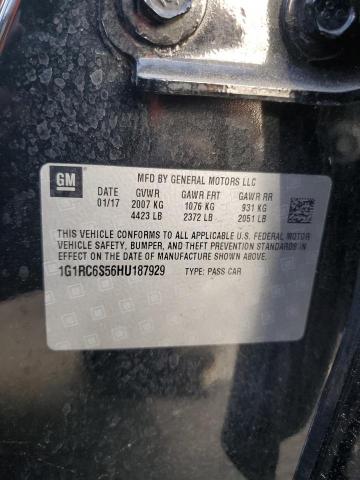 GM
MFD BY GENERAL MOTORS LLC
DATE GVWR GAWR FRT GAWR RR
01/17 2007 KG 1076 KG 931 KG
4423 LB 2372 LB 2051 LB
THIS VEHICLE CONFORMS TO ALL APPLICABLE U.S. FEDERAL MOTOR
VEHICLE SAFETY, BUMPER, AND THEFT PREVENTION STANDARDS
IN EFFECT ON THE DATE OF MANUFACTURE SHOWN ABOVE.
1G1RC6S56HU187929 TYPE: PASS CAR